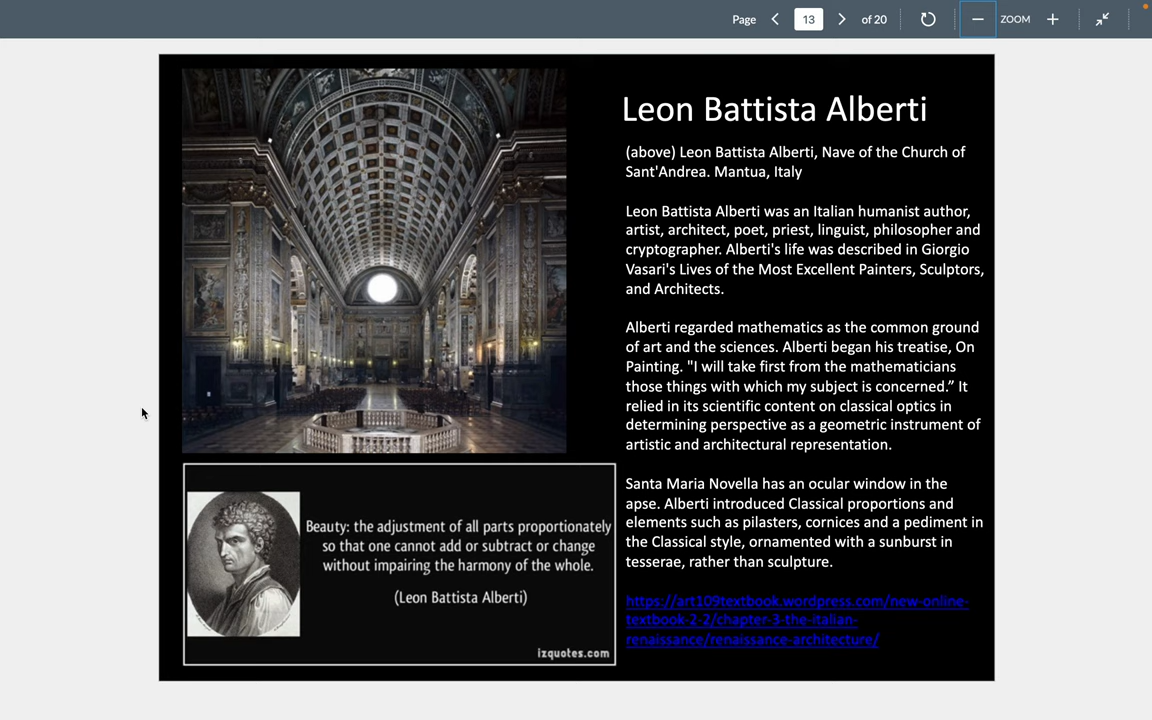 Page 13 of 20 ZOOM
Leon Battista Alberti
(above) Leon Battista Alberti, Nave of the Church of
Sant'Andrea. Mantua, Italy
Leon Battista Alberti was an Italian humanist author,
artist, architect, poet, priest, linguist, philosopher and
cryptographer. Alberti's life was described in Giorgio
Vasari's Lives of the Most Excellent Painters, Sculptors,
and Architects.
Alberti regarded mathematics as the common ground
of art and the sciences. Alberti began his treatise, On
Painting. "I will take first from the mathematicians
those things with which my subject is concerned.” It
relied in its scientific content on classical optics in
determining perspective as a geometric instrument of
artistic and architectural representation.
Santa Maria Novella has an ocular window in the
apse. Alberti introduced Classical proportions and
elements such as pilasters, cornices and a pediment in
the Classical style, ornamented with a sunburst in
tesserae, rather than sculpture.
https://art109textbook.wordpress.com/new-online-
textbook-2-2/chapter-3-the-italian-
renaissance/renaissance-architecture/
Beauty: the adjustment of all parts proportionately
so that one cannot add or subtract or change
without impairing the harmony of the whole.
(Leon Battista Alberti)
izquotes.com